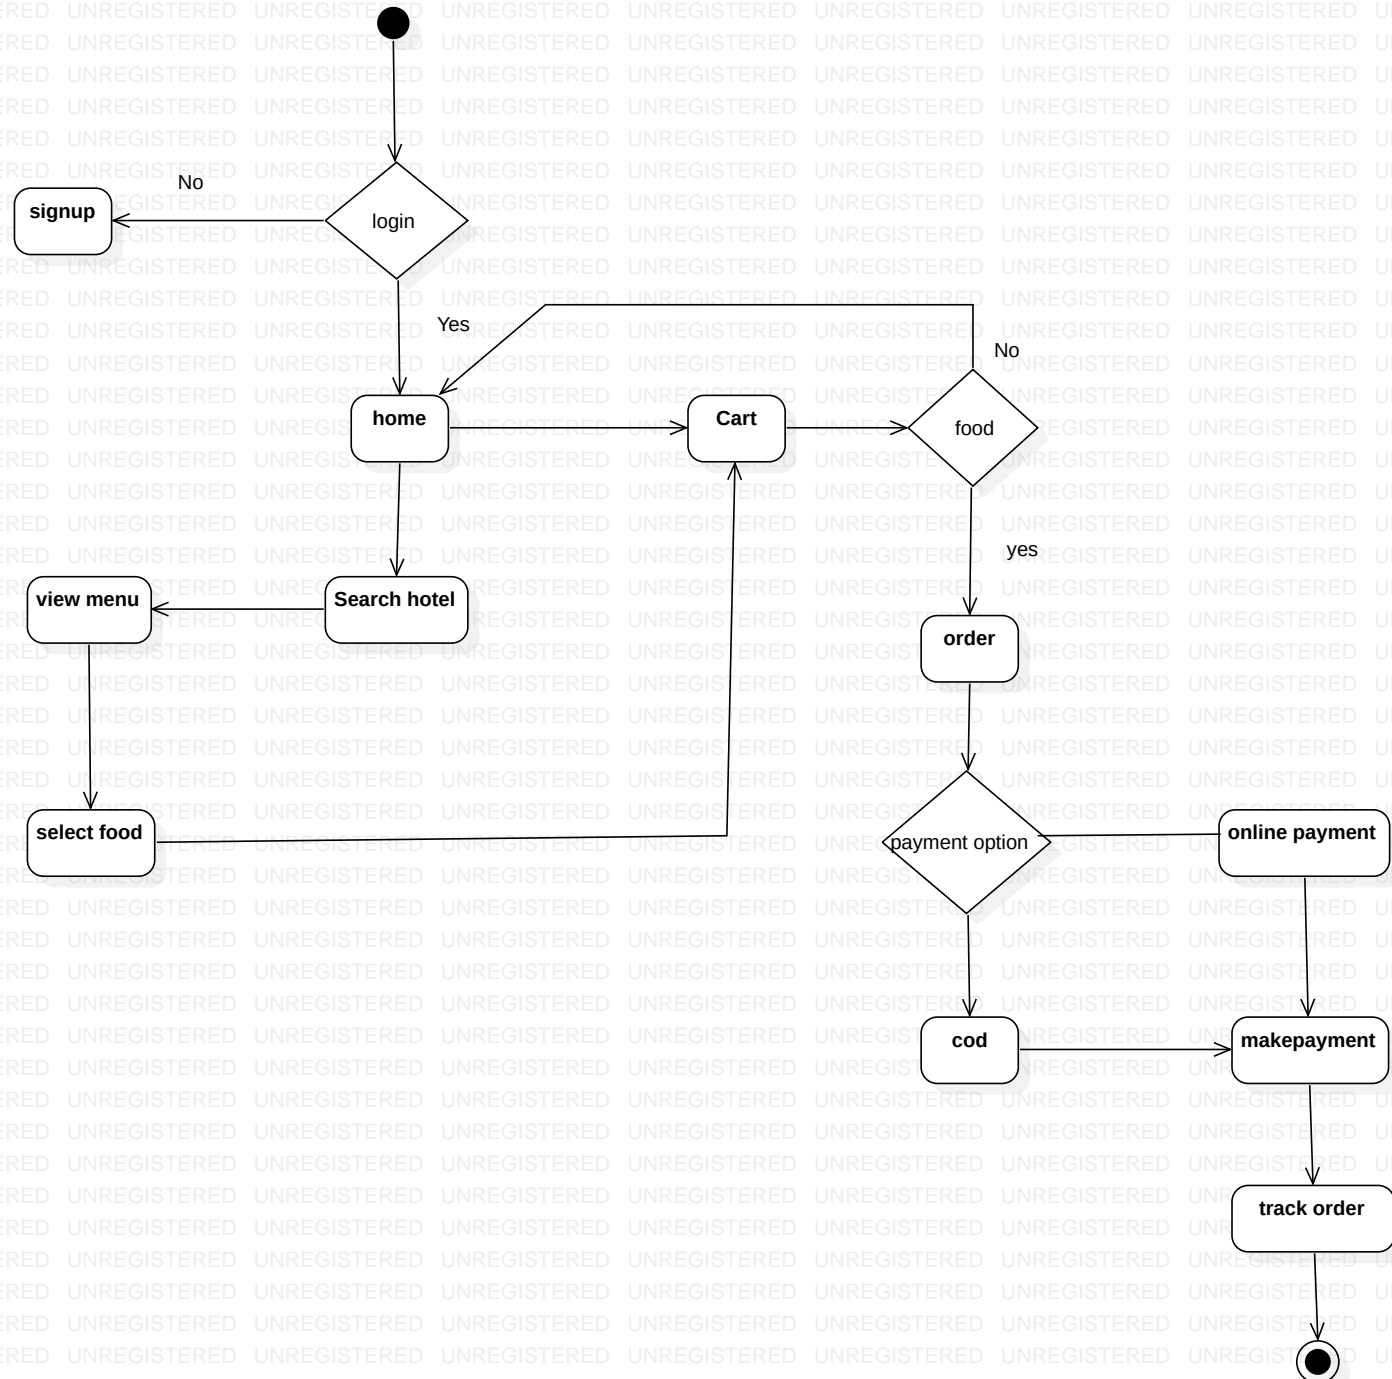 No
signup
login
Yes
No
home
Cart
food
yes
view menu
Search hotel
order
select food
payment option
online payment
cod
makepayment
track order
UNREGISTERED